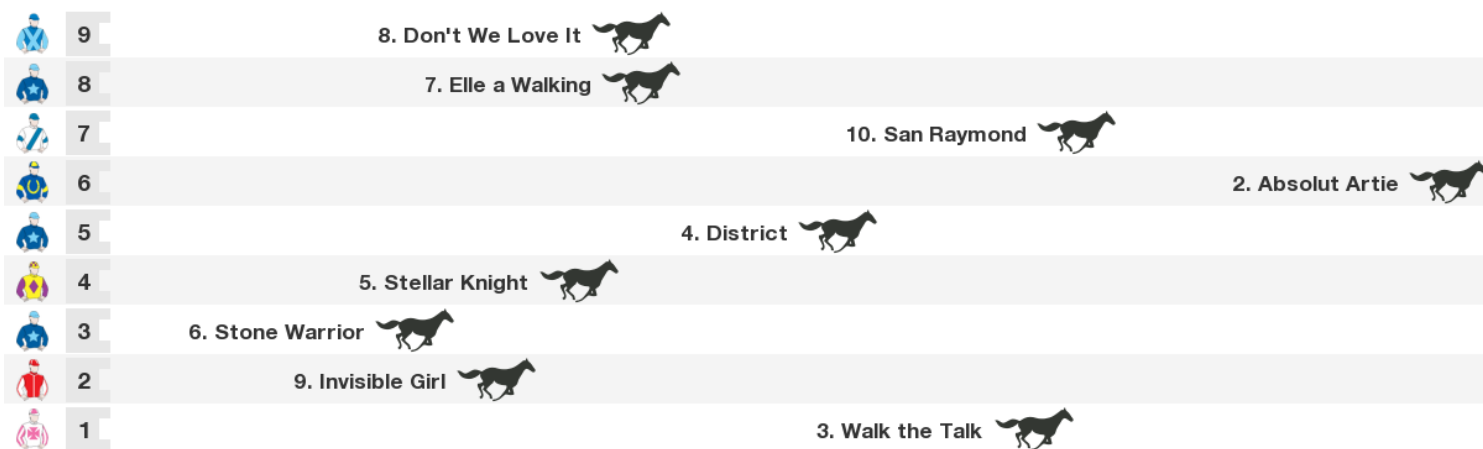 9 8. Don't We Love It
8 7. Elle a Walking
7 10. San Raymond
6 2. Absolut Artie
5 4. District
4 5. Stellar Knight
3 6. Stone Warrior
2 9. Invisible Girl
1 3. Walk the Talk